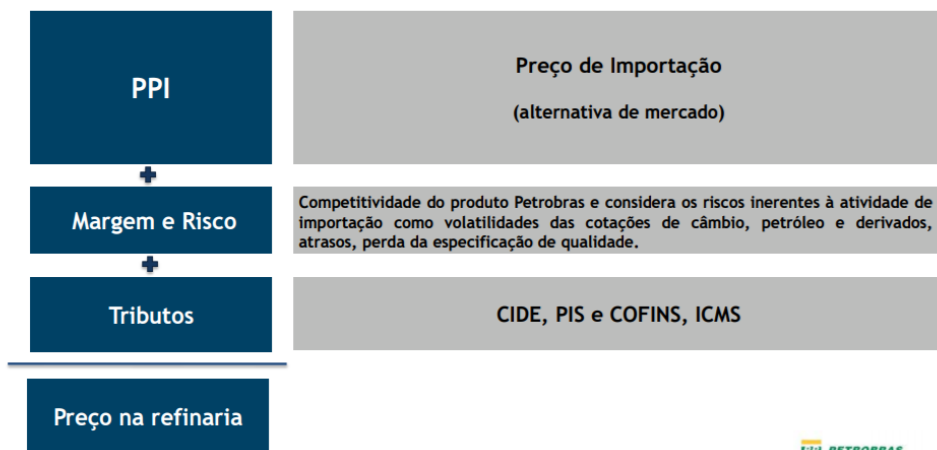 PPI
Preço de Importação
(alternativa de mercado)
Margem e Risco
Competitividade do produto Petrobras e considera os riscos inerentes à atividade de
importação como volatilidades das cotações de câmbio, petróleo e derivados,
atrasos, perda da especificação de qualidade.
Tributos
CIDE, PIS e COFINS, ICMS
Preço na refinaria
PETROBRAS